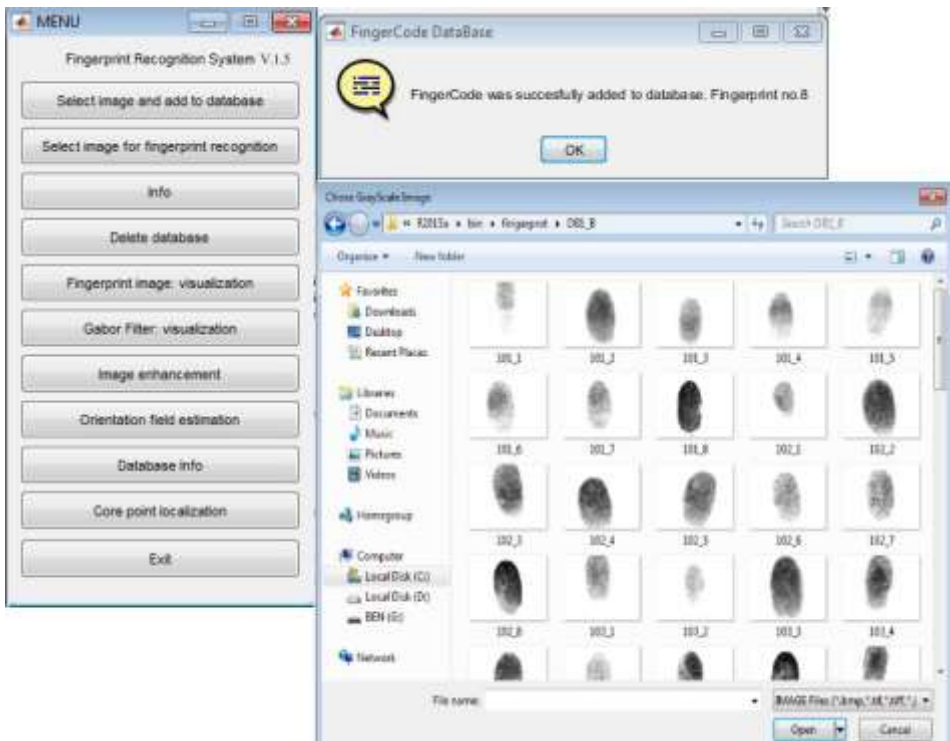 MENU
Fingerprint Recognition System V.1.5
Select image and add to database
Select image for fingerprint recognition
Info
Delete database
Fingerprint image: visualization
Gabor Filter: visualization
Image enhancement
Orientation field estimation
Database Info
Core point localization
Exit
FingerCode DataBase
FingerCode was succesfully added to database. Fingerprint no.8
OK
GrayScale Image
R2015a bin
Organize New folder
Favorites
Downloads
Desktop
Recent Places
Libraries
Documents
Music
Pictures
Videos
Homegroup
Computer
Local Disk (C:)
Local Disk (D:)
BEN (G:)
Network
101_1 101_2 101_3 101_4 101_5
101_6 101_7 101_8 102_1 102_2
102_3 102_4 102_5 102_6 102_7
102_8 103_1 103_2 103_3 103_4
File name:
IMAGE Files
Open Cancel